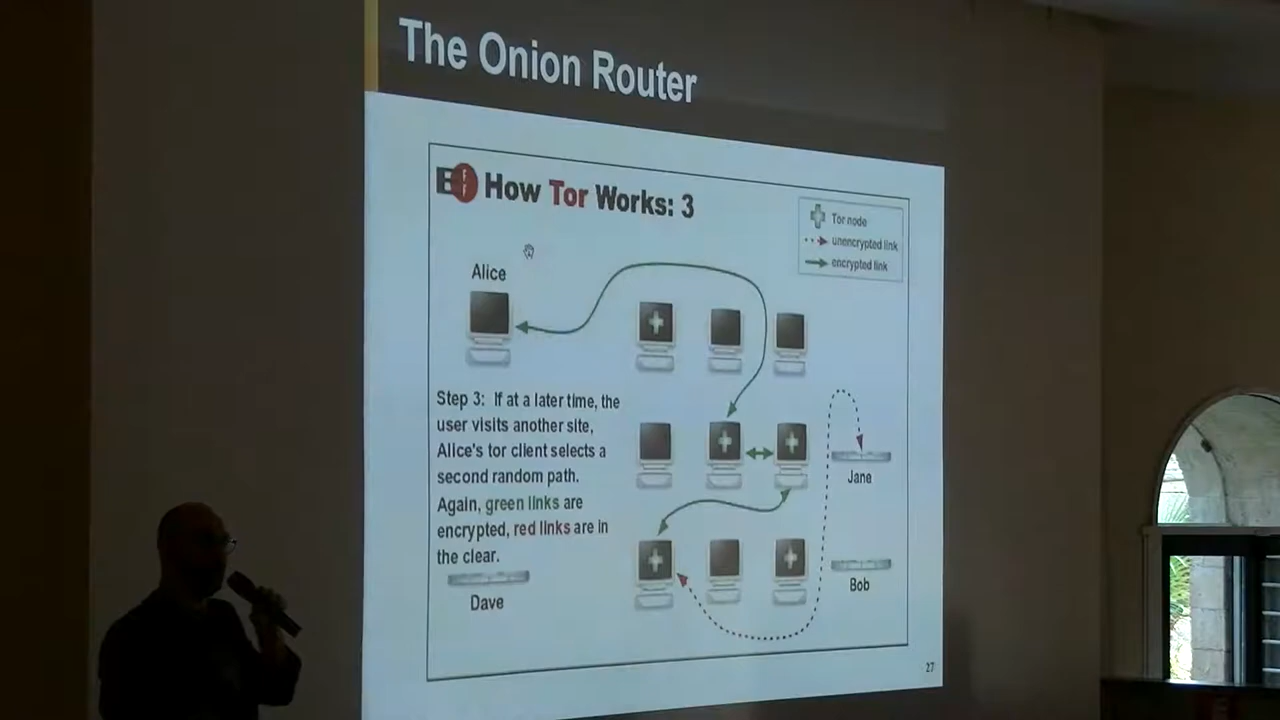 The Onion Router
EFF How Tor Works: 3
Tor node
unencrypted link
encrypted link
Alice
Step 3: If at a later time, the
user visits another site,
Alice's tor client selects a
second random path.
Again, green links are
encrypted, red links are in
the clear.
Jane
Bob
Dave
27